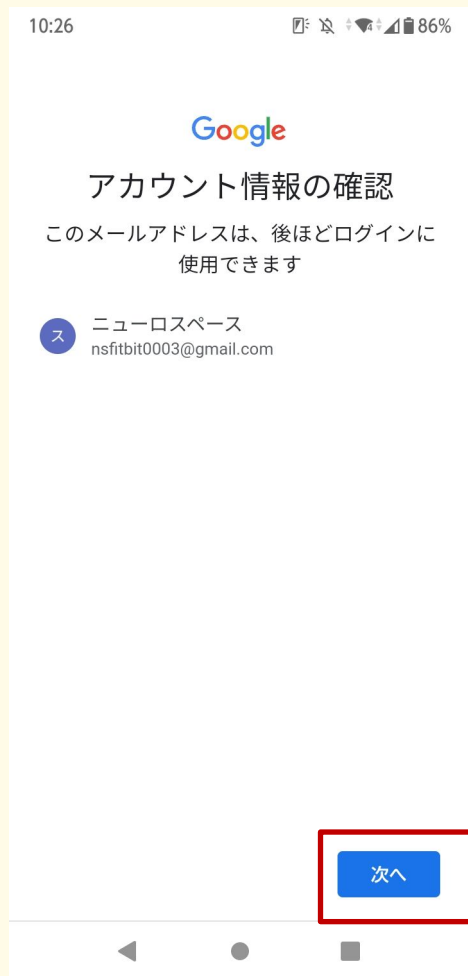 10:26
86%
Google
アカウント情報の確認
このメールアドレスは、後ほどログインに
使用できます
ス
ニューロスペース
nsfitbit0003@gmail.com
次へ